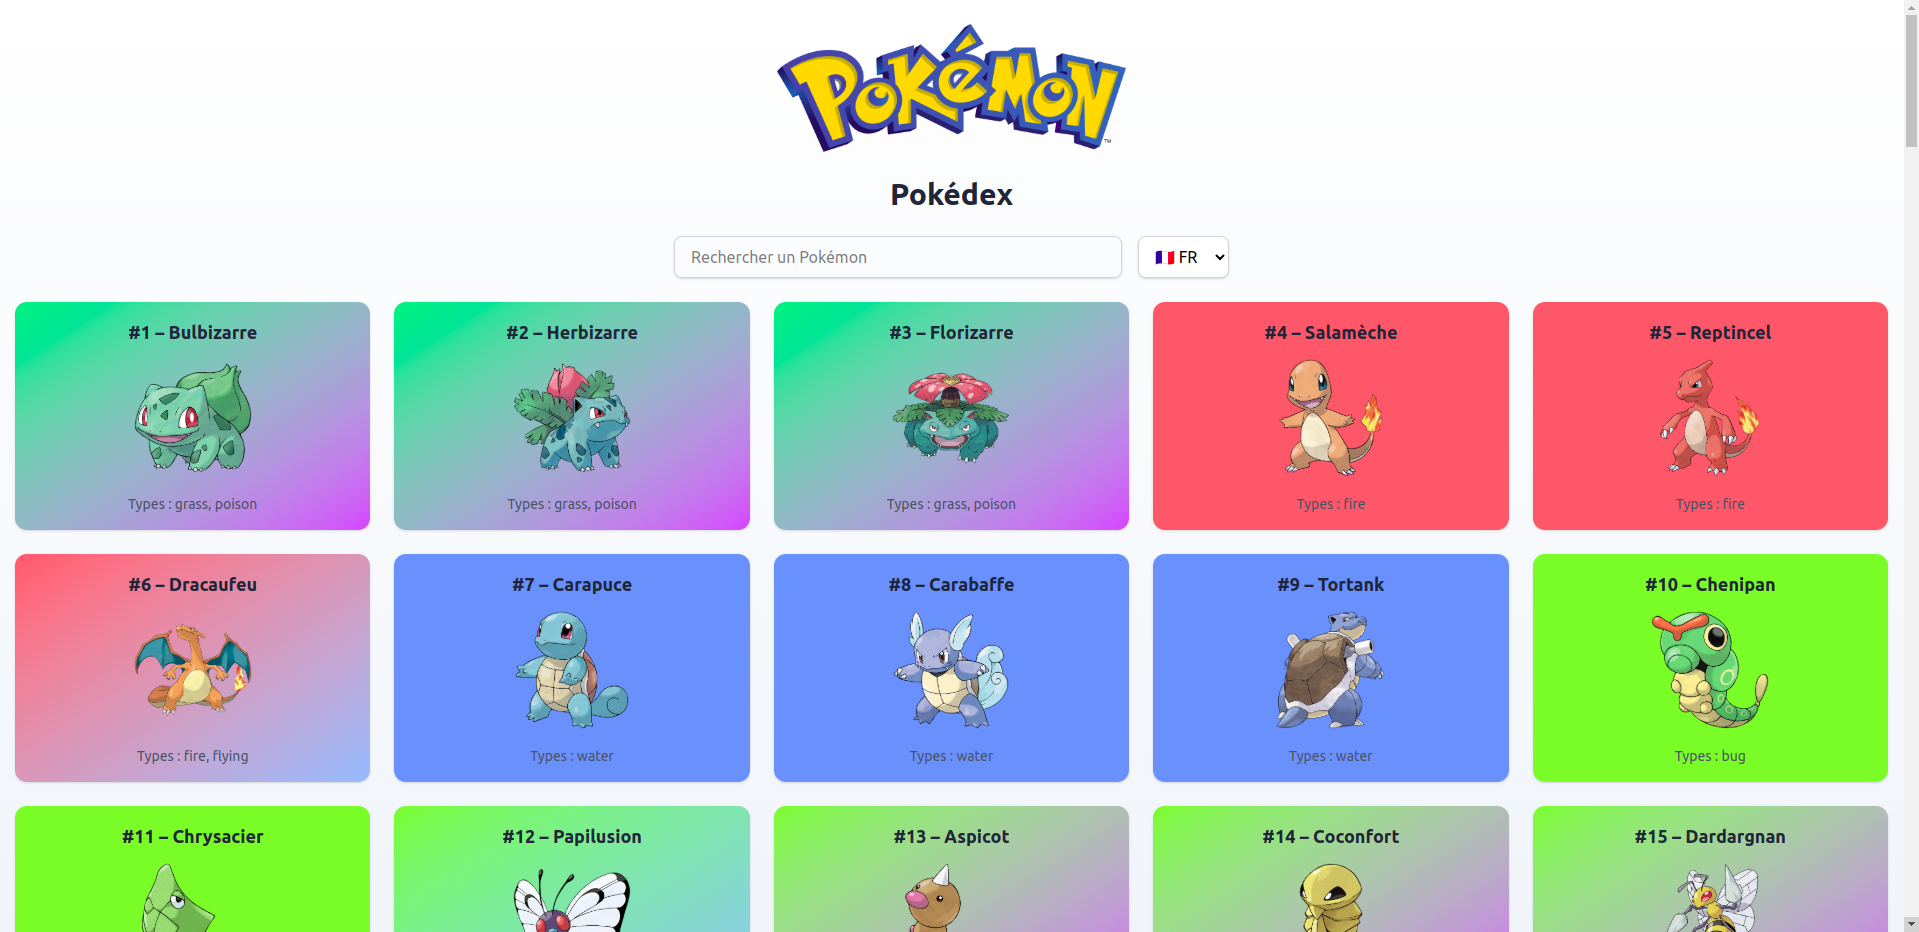 POKéMON
TM
Pokédex
Rechercher un Pokémon
FR
#1 – Bulbizarre
#2 – Herbizarre
#3 – Florizarre
#4 – Salamèche
#5 – Reptincel
Types : grass, poison
Types : grass, poison
Types : grass, poison
Types : fire
Types : fire
#6 – Dracaufeu
#7 – Carapuce
#8 – Carabaffe
#9 – Tortank
#10 – Chenipan
Types : fire, flying
Types : water
Types : water
Types : water
Types : bug
#11 – Chrysacier
#12 – Papilusion
#13 – Aspicot
#14 – Coconfort
#15 – Dardargnan